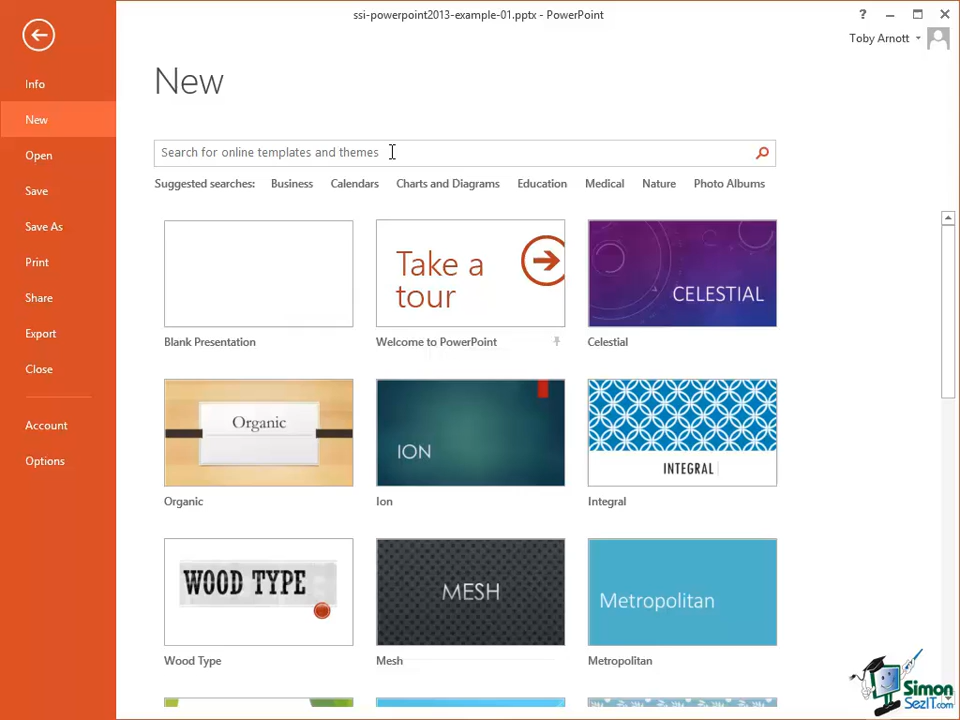 ssi-powerpoint2013-example-01.pptx - PowerPoint
?
Toby Arnott
Info
New
Open
Save
Save As
Print
Share
Export
Close
Account
Options
New
Search for online templates and themes
Suggested searches: Business Calendars Charts and Diagrams Education Medical Nature Photo Albums
Take a
tour
CELESTIAL
Blank Presentation
Welcome to PowerPoint
Celestial
Organic
ION
INTEGRAL
Organic
Ion
Integral
WOOD TYPE
MESH
Metropolitan
Wood Type
Mesh
Metropolitan
Simon
SezIT.com